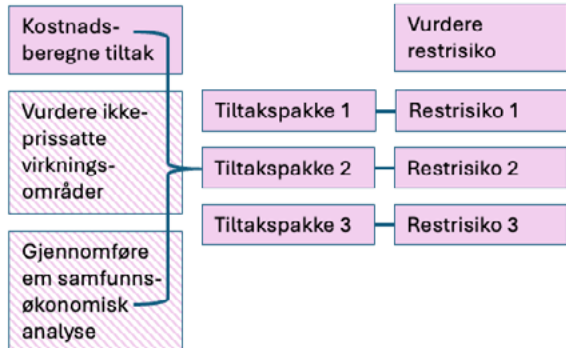 Kostnads-
beregne tiltak
Vurdere ikke-
prissatte
virknings-
områder
Gjennomføre
em samfunns-
økonomisk
analyse
Tiltakspakke 1
Tiltakspakke 2
Tiltakspakke 3
Vurdere
restrisiko
Restrisiko 1
Restrisiko 2
Restrisiko 3